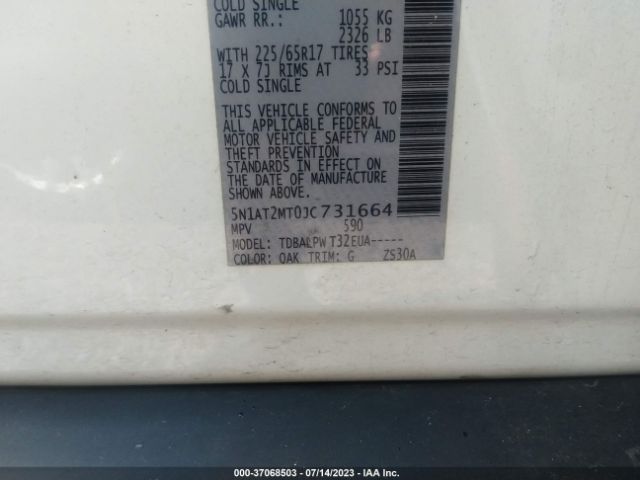 COLD SINGLE
GAWR RR.: 1055 KG
2326 LB
WITH 225/65R17 TIRES
17 X 7J RIMS AT 33 PSI
COLD SINGLE
THIS VEHICLE CONFORMS TO
ALL APPLICABLE FEDERAL
MOTOR VEHICLE SAFETY AND
THEFT PREVENTION
STANDARDS IN EFFECT ON
THE DATE OF MANUFACTURE
SHOWN ABOVE.
5N1AT2MT0JC731664
MPV 590
MODEL: TDBALPW T32EUA-----
COLOR: QAK TRIM: G ZS30A
000-37068503 - 07/14/2023 - IAA Inc.